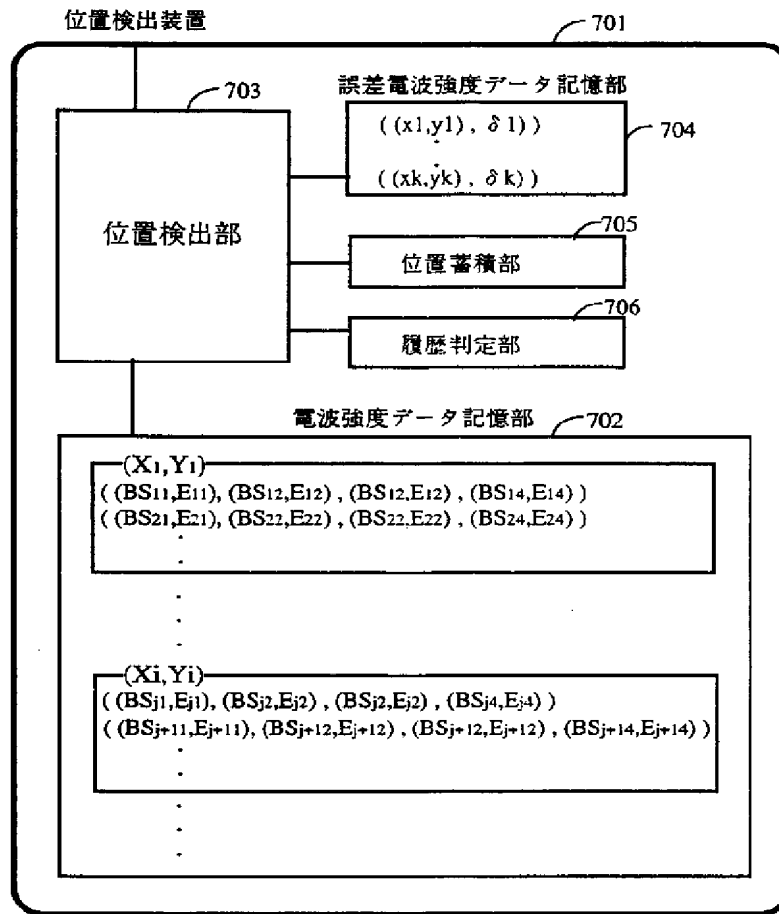 位置検出装置
701
703
誤差電波強度データ記憶部
((x1,y1), δ1))
704
((xk,yk), δk))
位置検出部
705
位置蓄積部
706
履歴判定部
電波強度データ記憶部
702
(X1,Y1)
((BS11,E11), (BS12,E12), (BS12,E12), (BS14,E14))
((BS21,E21), (BS22,E22), (BS22,E22), (BS24,E24))
(Xi,Yi)
((BSj1,Ej1), (BSj2,Ej2), (BSj2,Ej2), (BSj4,Ej4))
((BSj+11,Ej+11), (BSj+12,Ej+12), (BSj+12,Ej+12), (BSj+14,Ej+14))